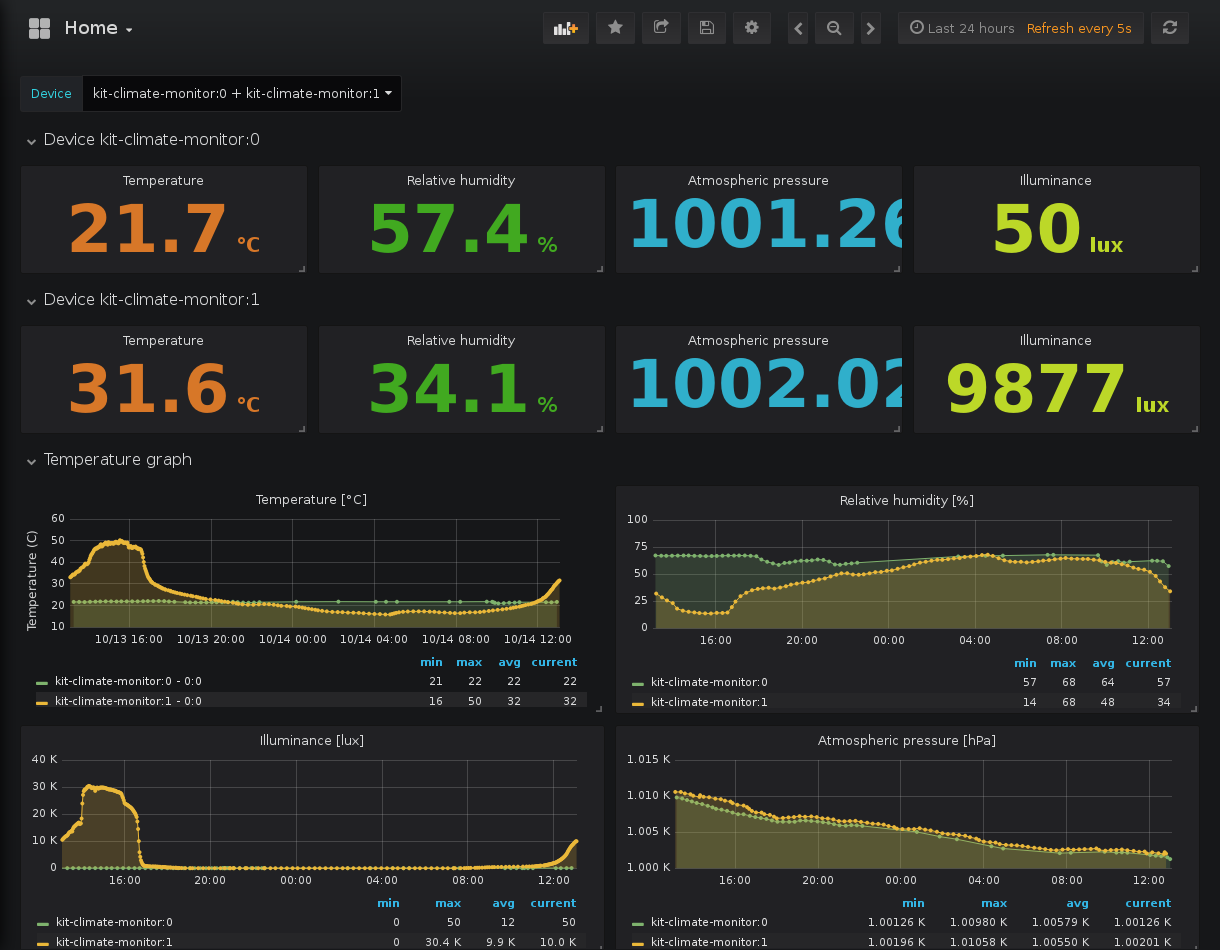 Home
Last 24 hours Refresh every 5s
Device kit-climate-monitor:0 + kit-climate-monitor:1
Device kit-climate-monitor:0
Temperature Relative humidity Atmospheric pressure Illuminance
21.7 °C 57.4 % 1001.26 50 lux
Device kit-climate-monitor:1
Temperature Relative humidity Atmospheric pressure Illuminance
31.6 °C 34.1 % 1002.02 9877 lux
Temperature graph
Temperature [°C]
Temperature (C)
60
50
40
30
20
10
10/13 16:00 10/13 20:00 10/14 00:00 10/14 04:00 10/14 08:00 10/14 12:00
min max avg current
kit-climate-monitor:0 - 0:0 21 22 22 22
kit-climate-monitor:1 - 0:0 16 50 32 32
Relative humidity [%]
100
75
50
25
0
16:00 20:00 00:00 04:00 08:00 12:00
min max avg current
kit-climate-monitor:0 57 68 64 57
kit-climate-monitor:1 14 68 48 34
Illuminance [lux]
40 K
30 K
20 K
10 K
0
16:00 20:00 00:00 04:00 08:00 12:00
min max avg current
kit-climate-monitor:0 0 50 12 50
kit-climate-monitor:1 0 30.4 K 9.9 K 10.0 K
Atmospheric pressure [hPa]
1.015 K
1.010 K
1.005 K
1.000 K
16:00 20:00 00:00 04:00 08:00 12:00
min max avg current
kit-climate-monitor:0 1.00126 K 1.00980 K 1.00579 K 1.00126 K
kit-climate-monitor:1 1.00196 K 1.01058 K 1.00550 K 1.00201 K